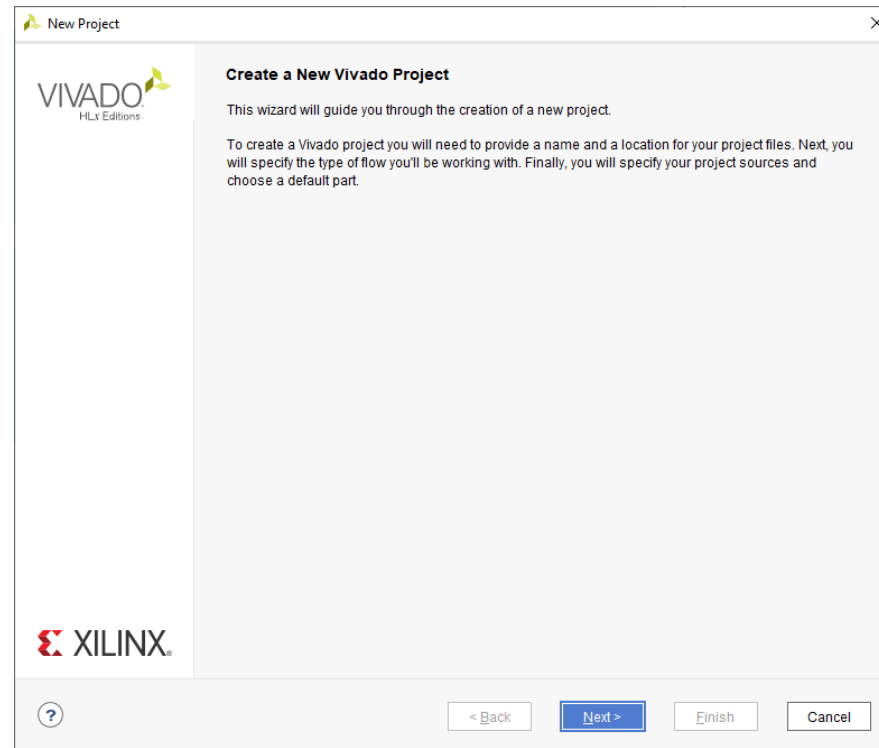 New Project
VIVADO
HLx Editions
Create a New Vivado Project
This wizard will guide you through the creation of a new project.
To create a Vivado project you will need to provide a name and a location for your project files. Next, you
will specify the type of flow you'll be working with. Finally, you will specify your project sources and
choose a default part.
XILINX
?
< Back
Next >
Finish
Cancel